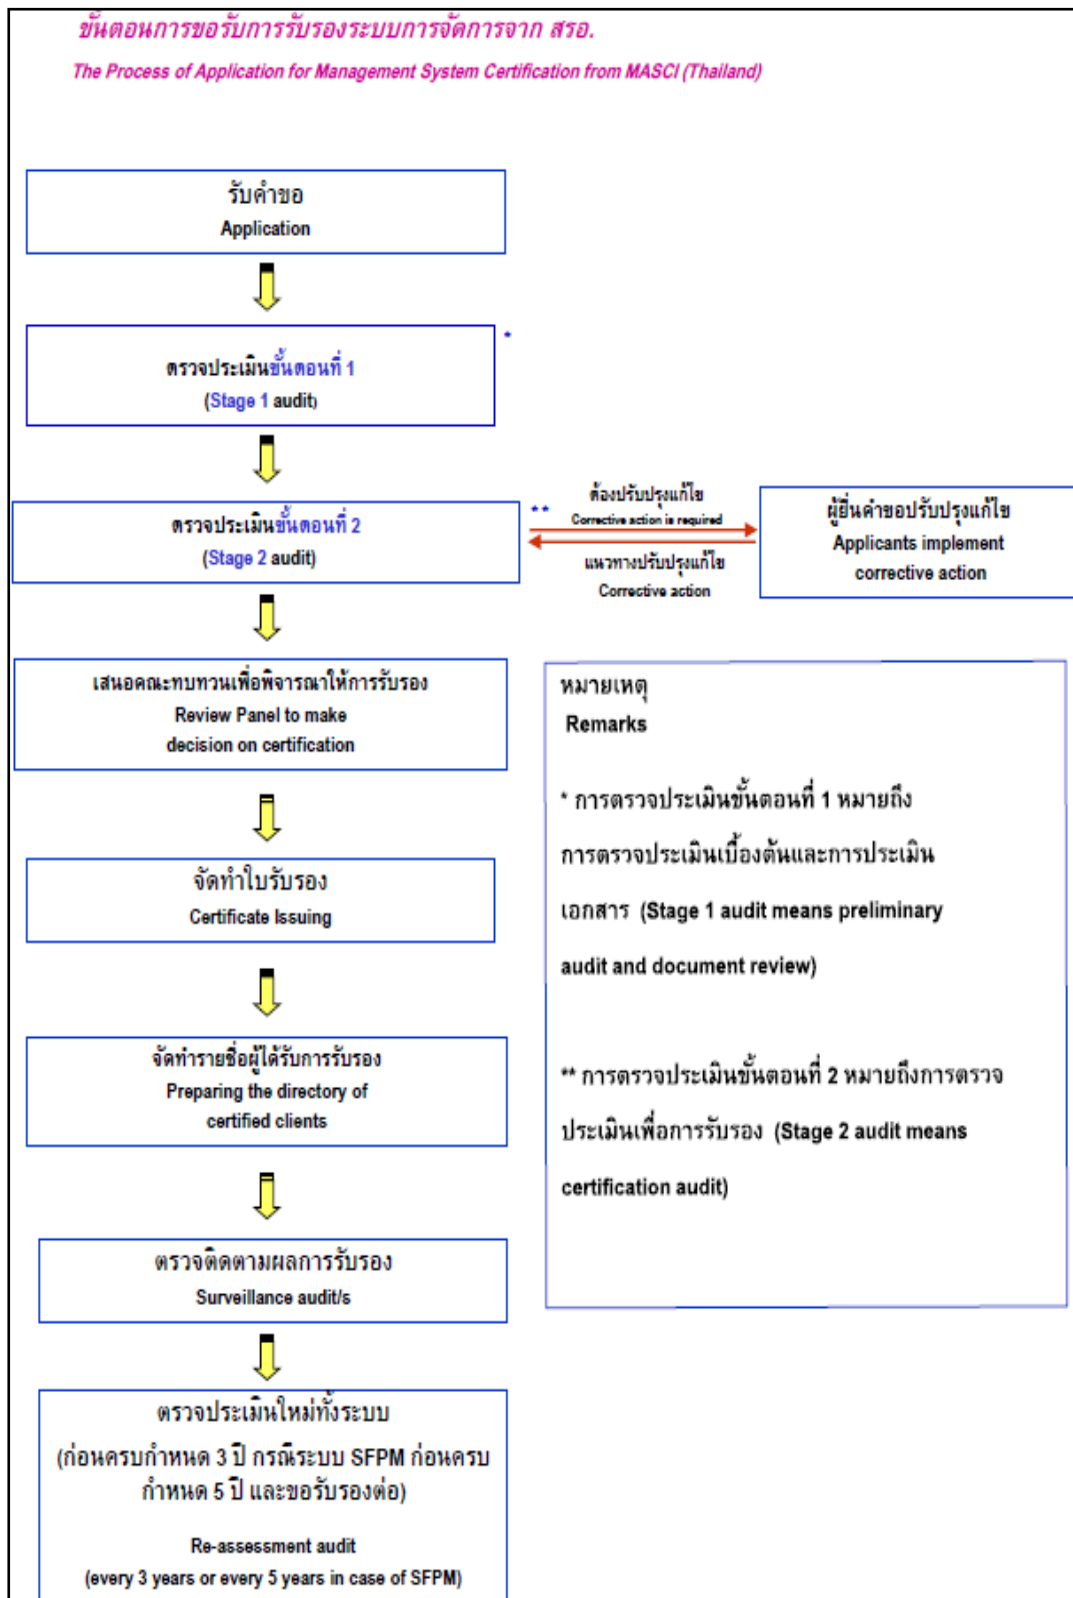 ขั้นตอนการขอรับการรับรองระบบการจัดการจาก สรอ.
The Process of Application for Management System Certification from MASCI (Thailand)
รับคำขอ
Application
*
ตรวจประเมินขั้นตอนที่ 1
(Stage 1 audit)
ตรวจประเมินขั้นตอนที่ 2
(Stage 2 audit)
**
ต้องปรับปรุงแก้ไข
Corrective action is required
แนวทางปรับปรุงแก้ไข
Corrective action
ผู้ยื่นคำขอปรับปรุงแก้ไข
Applicants implement
corrective action
เสนอคณะทบทวนเพื่อพิจารณาให้การรับรอง
Review Panel to make
decision on certification
จัดทำใบรับรอง
Certificate Issuing
จัดทำรายชื่อผู้ได้รับการรับรอง
Preparing the directory of
certified clients
ตรวจติดตามผลการรับรอง
Surveillance audit/s
ตรวจประเมินใหม่ทั้งระบบ
(ก่อนครบกำหนด 3 ปี กรณีระบบ SFPM ก่อนครบ
กำหนด 5 ปี และขอรับรองต่อ)
Re-assessment audit
(every 3 years or every 5 years in case of SFPM)
หมายเหตุ
Remarks
* การตรวจประเมินขั้นตอนที่ 1 หมายถึง
การตรวจประเมินเบื้องต้นและการประเมิน
เอกสาร (Stage 1 audit means preliminary
audit and document review)
** การตรวจประเมินขั้นตอนที่ 2 หมายถึงการตรวจ
ประเมินเพื่อการรับรอง (Stage 2 audit means
certification audit)